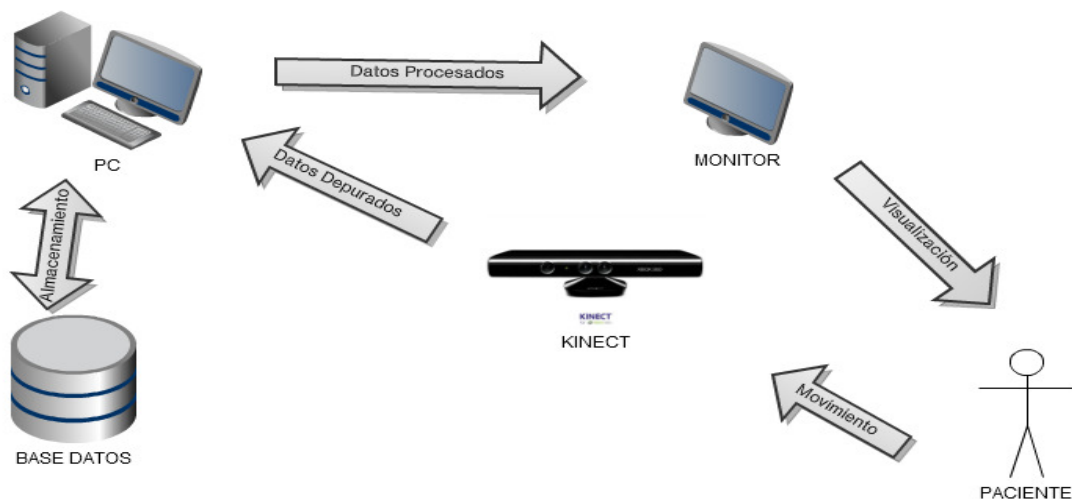 Datos Procesados
PC
MONITOR
Datos Depurados
Almacenamiento
Visualización
KINECT
KINECT
Movimiento
BASE DATOS
PACIENTE